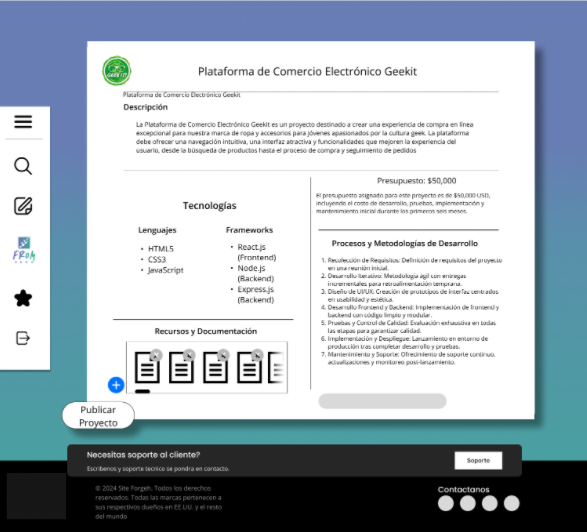 GEEK IT!
Plataforma de Comercio Electrónico Geekit
Plataforma de Comercio Electrónico Geekit
Descripción
La Plataforma de Comercio Electrónico Geekit es un proyecto destinado a crear una experiencia de compra en línea
excepcional para nuestra marca de ropa y accesorios para jóvenes apasionados por la cultura geek. La plataforma
debe ofrecer una navegación intuitiva, una interfaz atractiva y funcionalidades que mejoren la experiencia del
usuario, desde la búsqueda de productos hasta el proceso de compra y seguimiento de pedidos
Tecnologías
Lenguajes
• HTML5
• CSS3
• JavaScript
Frameworks
• React.js
(Frontend)
• Node.js
(Backend)
• Express.js
(Backend)
Recursos y Documentación
Presupuesto: $50,000
El presupuesto asignado para este proyecto es de $50,000 USD,
incluyendo el costo de desarrollo, pruebas, implementación y
mantenimiento inicial durante los primeros seis meses.
Procesos y Metodologías de Desarrollo
1. Recolección de Requisitos: Definición de requisitos del proyecto
en una reunión inicial.
2. Desarrollo Iterativo: Metodología ágil con entregas
incrementales para retroalimentación temprana.
3. Diseño de UI/UX: Creación de prototipos de interfaz centrados
en usabilidad y estética.
4. Desarrollo Frontend y Backend: Implementación de frontend y
backend con código limpio y modular.
5. Pruebas y Control de Calidad: Evaluación exhaustiva en todas
las etapas para garantizar calidad.
6. Implementación y Despliegue: Lanzamiento en entorno de
producción tras completar desarrollo y pruebas.
7. Mantenimiento y Soporte: Ofrecimiento de soporte continuo,
actualizaciones y monitoreo post-lanzamiento.
Publicar
Proyecto
Necesitas soporte al cliente?
Escribenos y soporte tecnico se pondra en contacto.
Soporte
© 2024 Site Forgeh. Todos los derechos
reservados. Todas las marcas pertenecen a
sus respectivos dueños en EE.UU. y el resto
del mundo
Contactanos